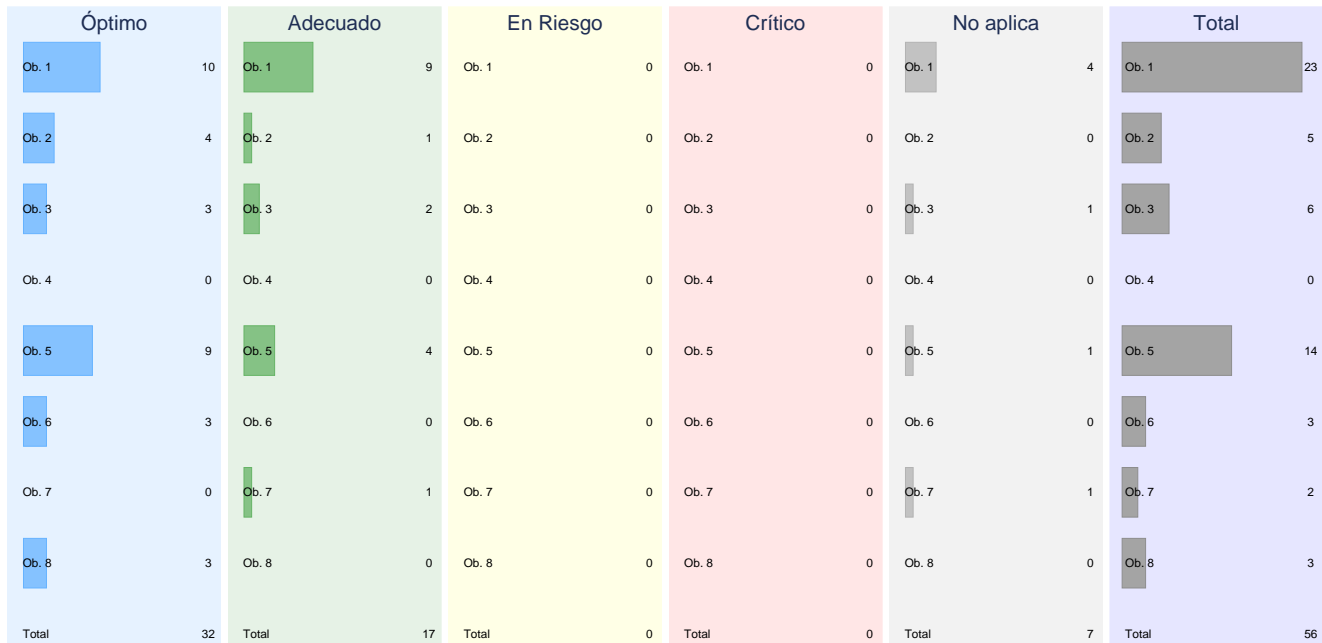 Óptimo Adecuado En Riesgo Crítico No aplica Total
Ob. 1 10 Ob. 1 9 Ob. 1 0 Ob. 1 0 Ob. 1 4 Ob. 1 23
Ob. 2 4 Ob. 2 1 Ob. 2 0 Ob. 2 0 Ob. 2 0 Ob. 2 5
Ob. 3 3 Ob. 3 2 Ob. 3 0 Ob. 3 0 Ob. 3 1 Ob. 3 6
Ob. 4 0 Ob. 4 0 Ob. 4 0 Ob. 4 0 Ob. 4 0 Ob. 4 0
Ob. 5 9 Ob. 5 4 Ob. 5 0 Ob. 5 0 Ob. 5 1 Ob. 5 14
Ob. 6 3 Ob. 6 0 Ob. 6 0 Ob. 6 0 Ob. 6 0 Ob. 6 3
Ob. 7 0 Ob. 7 1 Ob. 7 0 Ob. 7 0 Ob. 7 1 Ob. 7 2
Ob. 8 3 Ob. 8 0 Ob. 8 0 Ob. 8 0 Ob. 8 0 Ob. 8 3
Total 32 Total 17 Total 0 Total 0 Total 7 Total 56